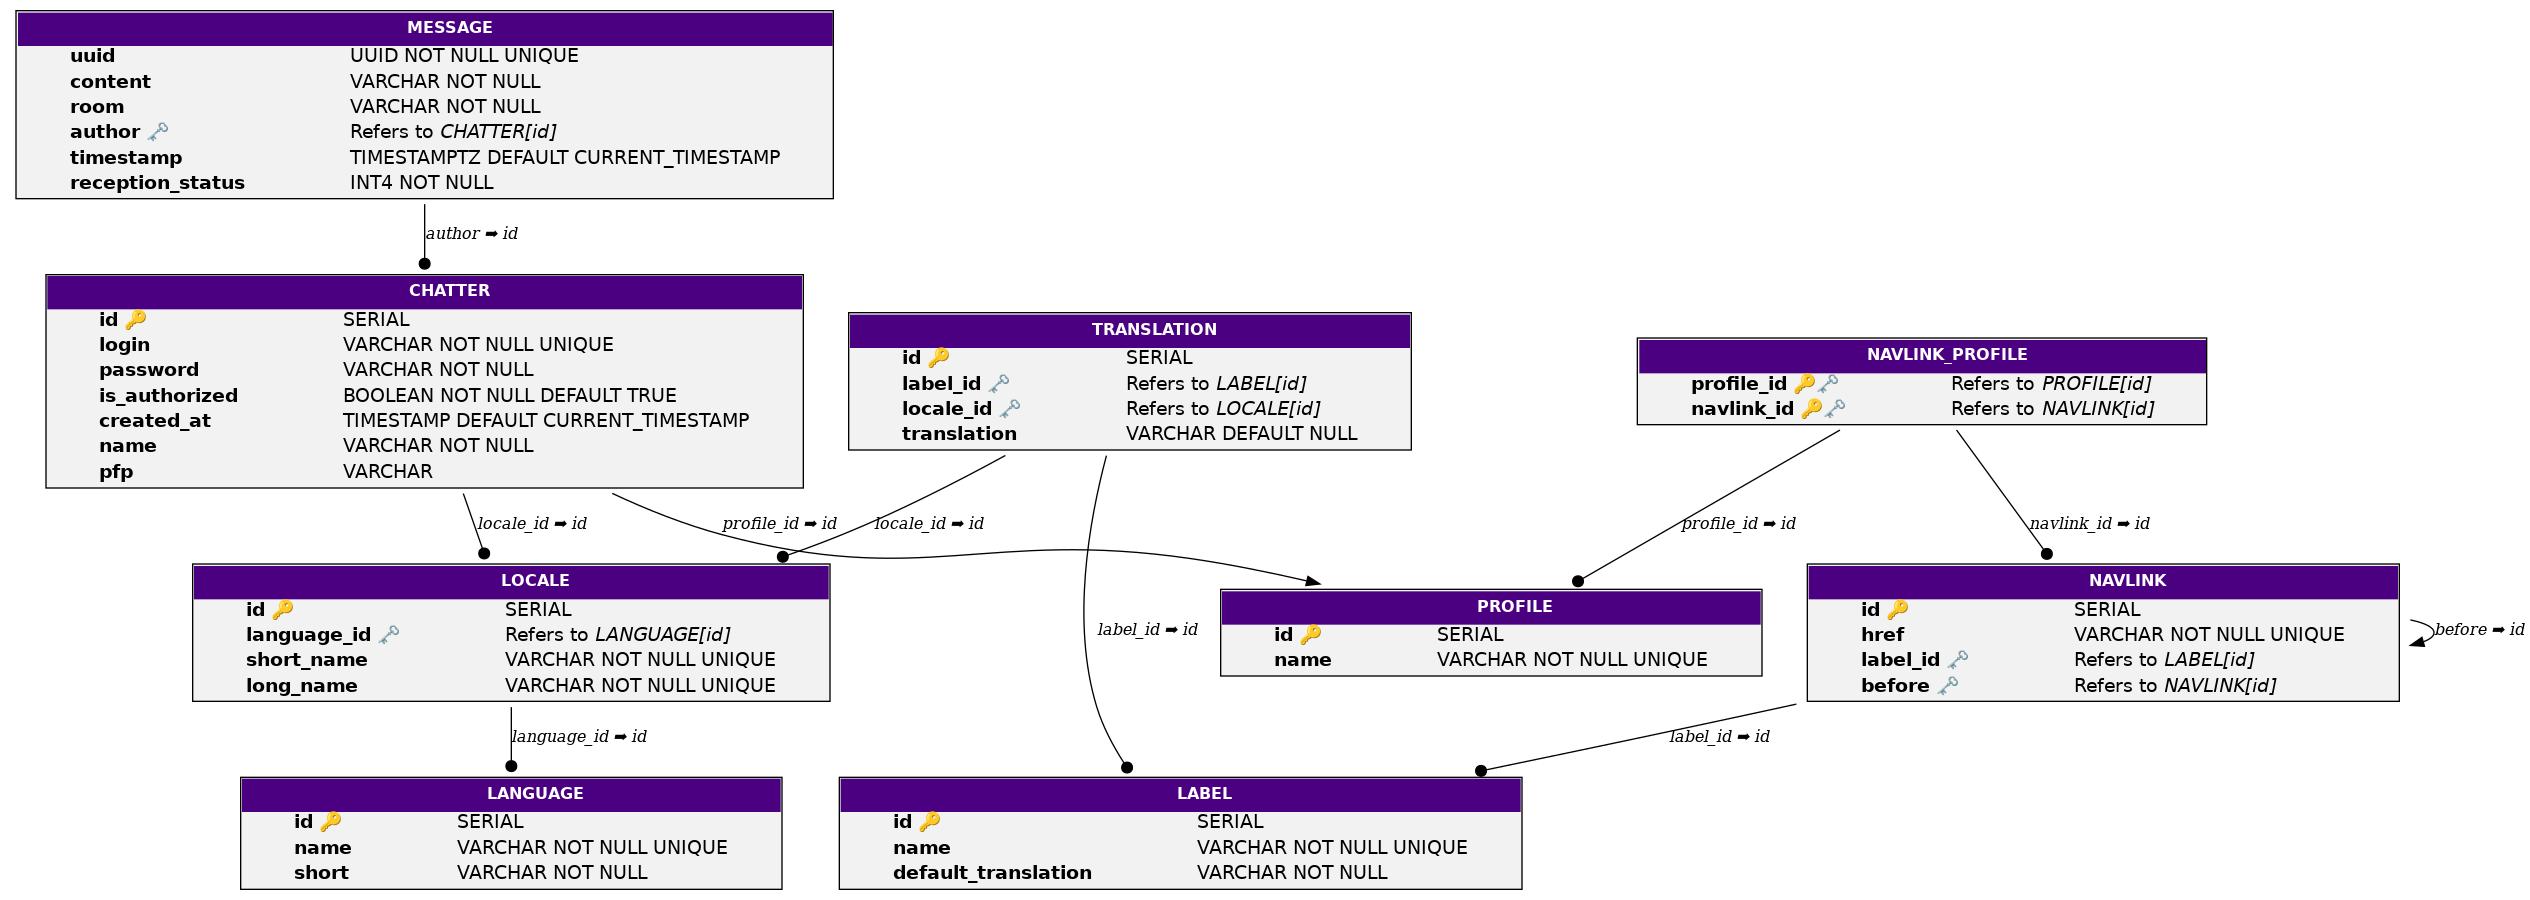 MESSAGE
uuid UUID NOT NULL UNIQUE
content VARCHAR NOT NULL
room VARCHAR NOT NULL
author 🗝 Refers to CHATTER[id]
timestamp TIMESTAMPTZ DEFAULT CURRENT_TIMESTAMP
reception_status INT4 NOT NULL
author ➡ id
CHATTER
id 🔑 SERIAL
login VARCHAR NOT NULL UNIQUE
password VARCHAR NOT NULL
is_authorized BOOLEAN NOT NULL DEFAULT TRUE
created_at TIMESTAMP DEFAULT CURRENT_TIMESTAMP
name VARCHAR NOT NULL
pfp VARCHAR
TRANSLATION
id 🔑 SERIAL
label_id 🗝 Refers to LABEL[id]
locale_id 🗝 Refers to LOCALE[id]
translation VARCHAR DEFAULT NULL
NAVLINK_PROFILE
profile_id 🔑🗝 Refers to PROFILE[id]
navlink_id 🔑🗝 Refers to NAVLINK[id]
locale_id ➡ id
profile_id ➡ id
locale_id ➡ id
profile_id ➡ id
navlink_id ➡ id
LOCALE
id 🔑 SERIAL
language_id 🗝 Refers to LANGUAGE[id]
short_name VARCHAR NOT NULL UNIQUE
long_name VARCHAR NOT NULL UNIQUE
label_id ➡ id
PROFILE
id 🔑 SERIAL
name VARCHAR NOT NULL UNIQUE
NAVLINK
id 🔑 SERIAL
href VARCHAR NOT NULL UNIQUE
label_id 🗝 Refers to LABEL[id]
before 🗝 Refers to NAVLINK[id]
before ➡ id
language_id ➡ id
label_id ➡ id
LANGUAGE
id 🔑 SERIAL
name VARCHAR NOT NULL UNIQUE
short VARCHAR NOT NULL
LABEL
id 🔑 SERIAL
name VARCHAR NOT NULL UNIQUE
default_translation VARCHAR NOT NULL